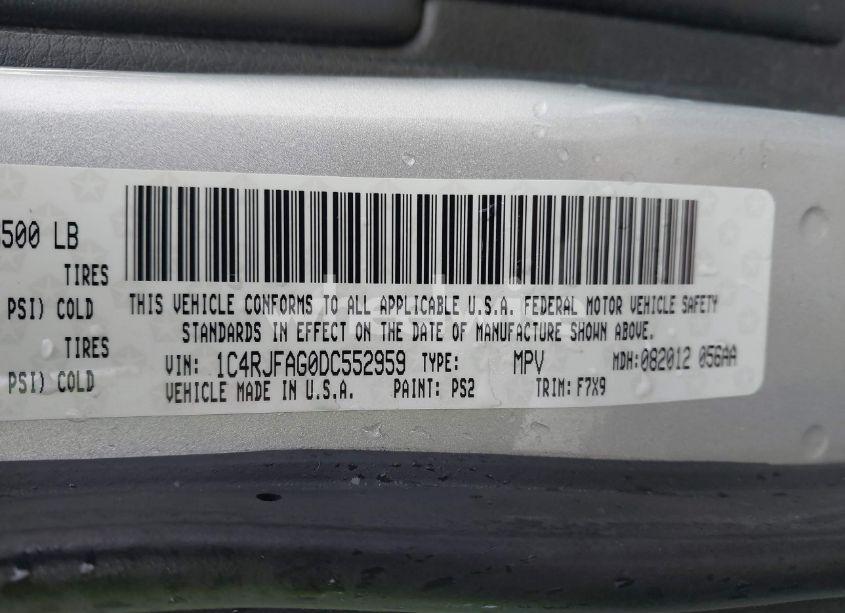 500 LB
TIRES
PSI) COLD
TIRES
PSI) COLD
THIS VEHICLE CONFORMS TO ALL APPLICABLE U.S.A. FEDERAL MOTOR VEHICLE SAFETY
STANDARDS IN EFFECT ON THE DATE OF MANUFACTURE SHOWN ABOVE.
VIN: 1C4RJFAG0DC552959 TYPE: MPV MDH:082012 056AA
VEHICLE MADE IN U.S.A. PAINT: PS2 TRIM: F7X9